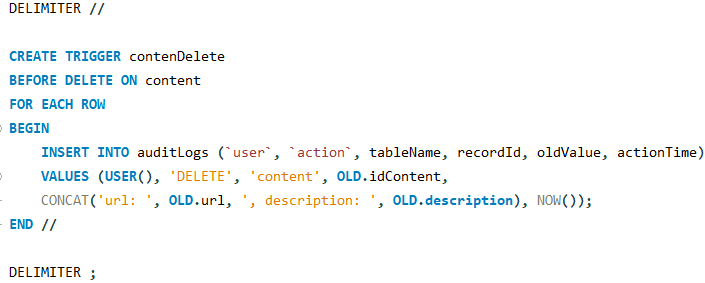 DELIMITER //
CREATE TRIGGER contenDelete
BEFORE DELETE ON content
FOR EACH ROW
BEGIN
INSERT INTO auditLogs (`user`, `action`, tableName, recordId, oldValue, actionTime)
VALUES (USER(), 'DELETE', 'content', OLD.idContent,
CONCAT('url: ', OLD.url, ', description: ', OLD.description), NOW());
END //
DELIMITER ;